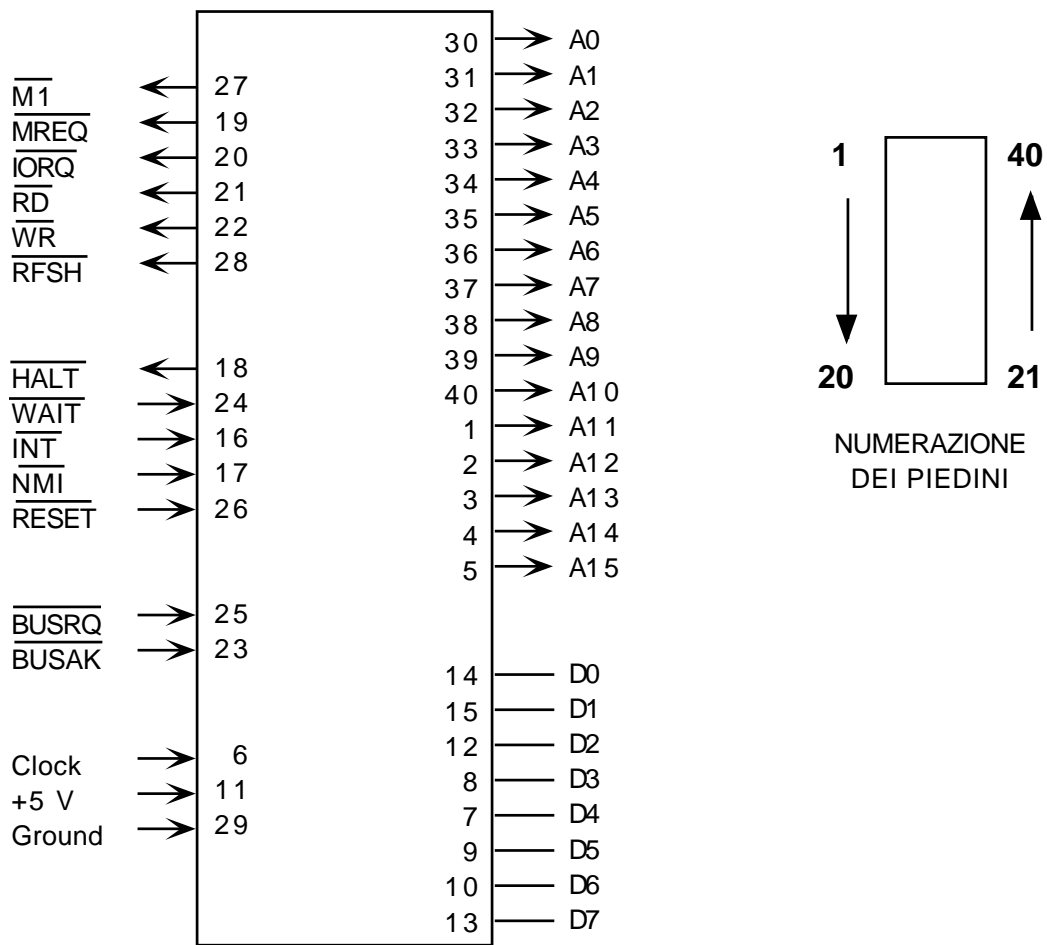 M1 27
MREQ 19
IORQ 20
RD 21
WR 22
RFSH 28
HALT 18
WAIT 24
INT 16
NMI 17
RESET 26
BUSRQ 25
BUSAK 23
Clock 6
+5 V 11
Ground 29
30 A0
31 A1
32 A2
33 A3
34 A4
35 A5
36 A6
37 A7
38 A8
39 A9
40 A10
1 A11
2 A12
3 A13
4 A14
5 A15
14 D0
15 D1
12 D2
8 D3
7 D4
9 D5
10 D6
13 D7
1 40
20 21
NUMERAZIONE
DEI PIEDINI